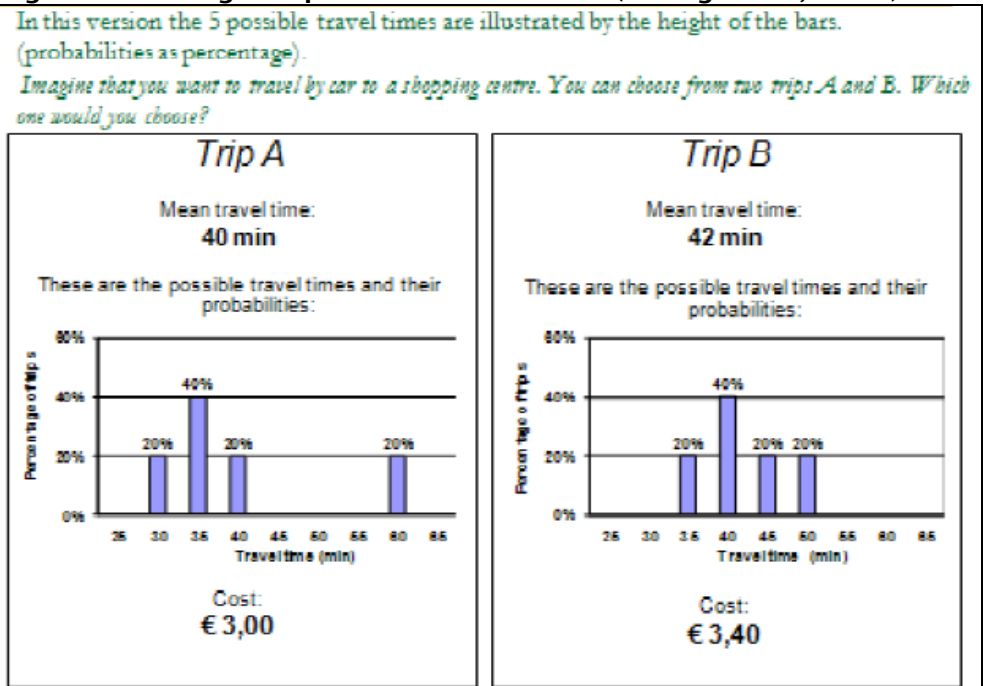 In this version the 5 possible travel times are illustrated by the height of the bars.
(probabilities as percentage).
Imagine that you want to travel by car to a shopping centre. You can choose from two trips A and B. Which
one would you choose?
Trip A
Mean travel time:
40 min
These are the possible travel times and their
probabilities:
Percentage of trips
60%
40%
20%
0%
20%
40%
20%
20%
25 30 35 40 45 50 55 60 65
Travel time (min)
Cost:
€ 3,00
Trip B
Mean travel time:
42 min
These are the possible travel times and their
probabilities:
Percentage of trips
60%
40%
20%
0%
20%
40%
20%
20%
25 30 35 40 45 50 55 60 65
Travel time (min)
Cost:
€ 3,40